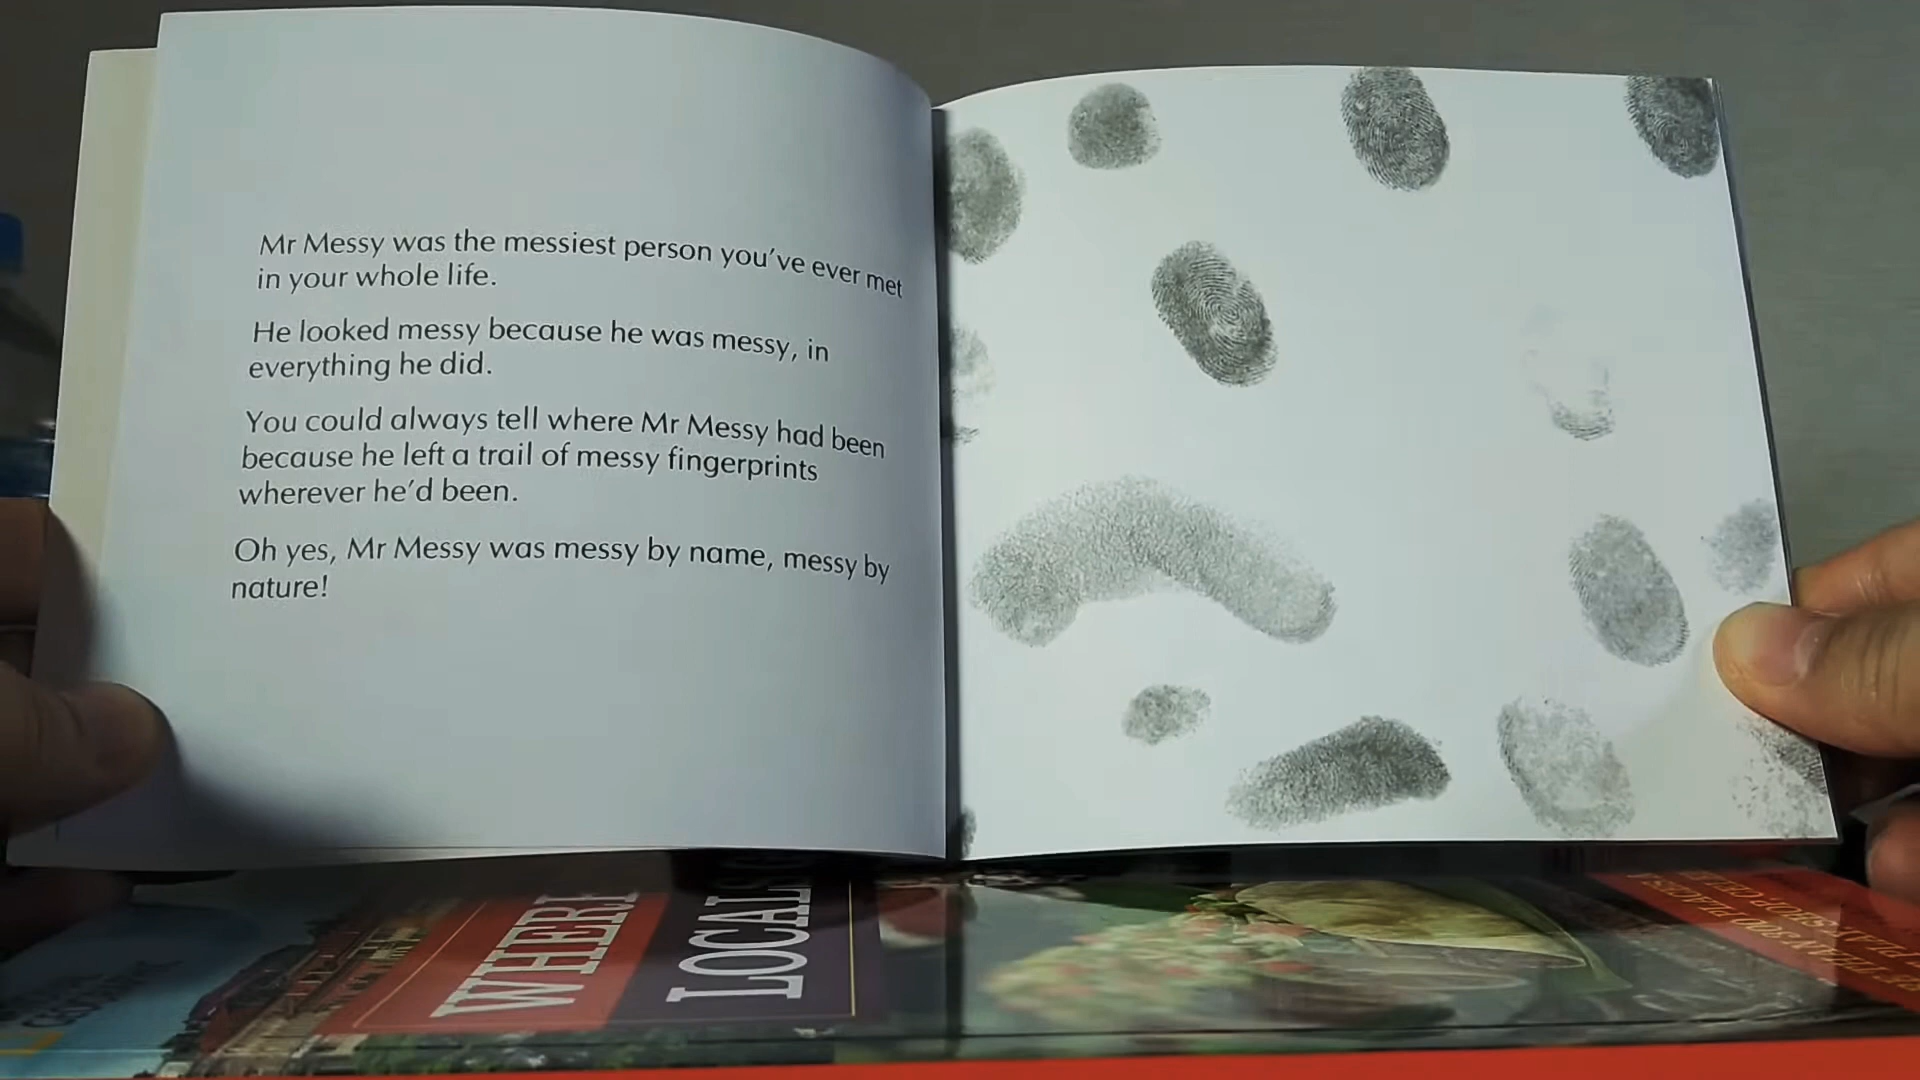 Mr Messy was the messiest person you've ever met
in your whole life.
He looked messy because he was messy, in
everything he did.
You could always tell where Mr Messy had been
because he left a trail of messy fingerprints
wherever he'd been.
Oh yes, Mr Messy was messy by name, messy by
nature!
WHERE
LOCALS
THAN 300 PLACES